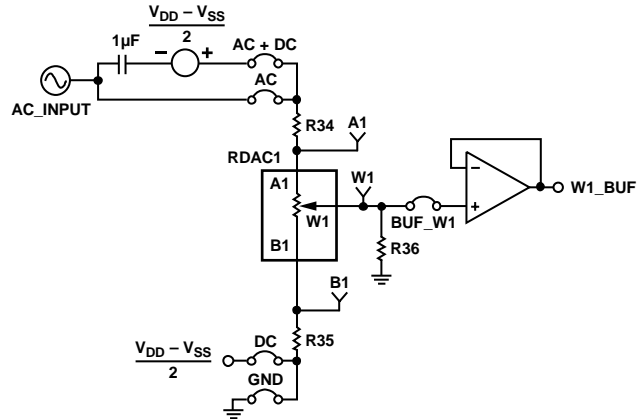 V_DD – V_SS
2
1µF
–
+
AC + DC
AC
AC_INPUT
R34
A1
RDAC1
A1
W1
W1
B1
–
+
W1_BUF
BUF_W1
R36
B1
R35
V_DD – V_SS
2
DC
GND